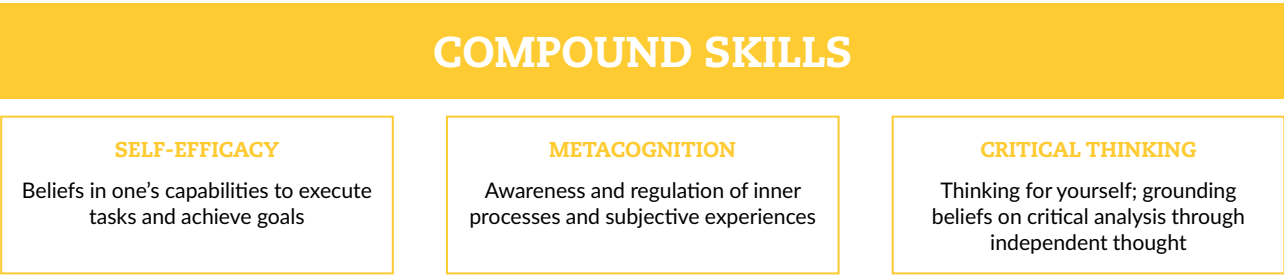 COMPOUND SKILLS
SELF-EFFICACY
Beliefs in one’s capabilities to execute
tasks and achieve goals
METACOGNITION
Awareness and regulation of inner
processes and subjective experiences
CRITICAL THINKING
Thinking for yourself; grounding
beliefs on critical analysis through
independent thought